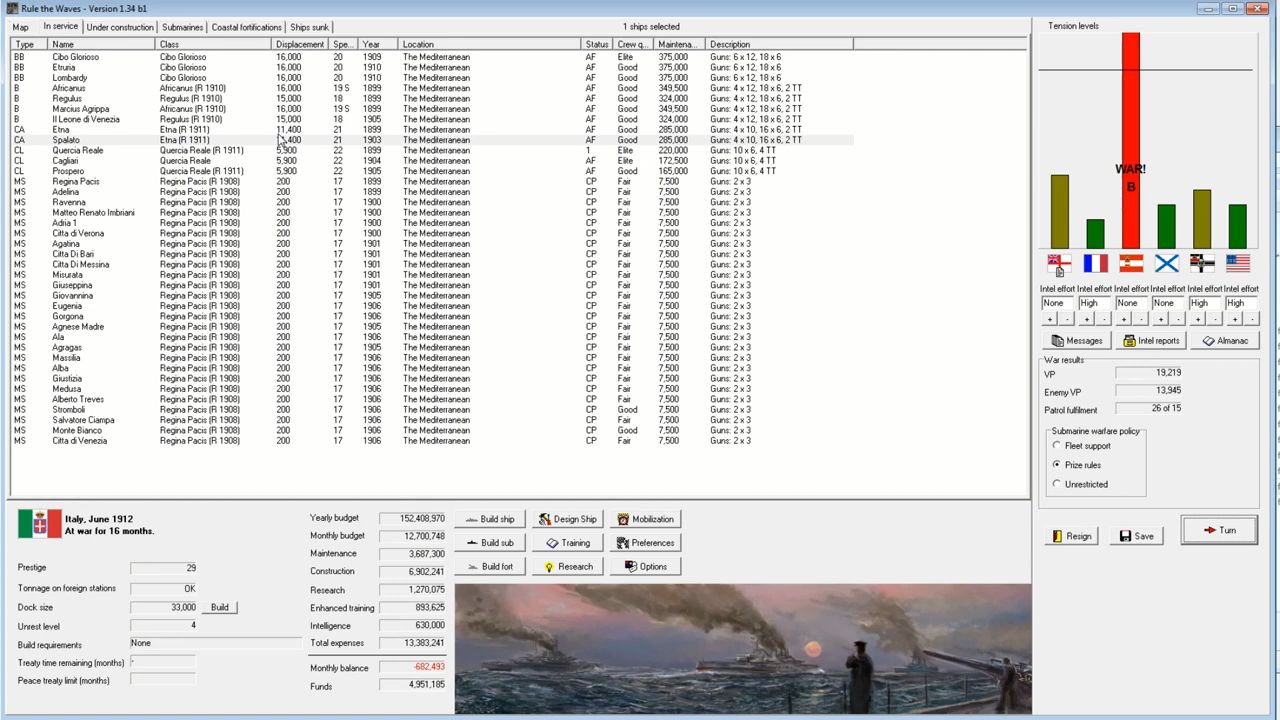 Rule the Waves - Version 1.34 b1
Map In service Under construction Submarines Coastal fortifications Ships sunk 1 ships selected
Type Name Class Displacement Spe... Year Location Status Crew q... Maintena... Description
BB Cibo Glorioso Cibo Glorioso 16,000 20 1909 The Mediterranean AF Elite 375,000 Guns: 6 x 12, 18 x 6
BB Etruria Cibo Glorioso 16,000 20 1910 The Mediterranean AF Good 375,000 Guns: 6 x 12, 18 x 6
BB Lombardy Cibo Glorioso 16,000 20 1910 The Mediterranean AF Good 375,000 Guns: 6 x 12, 18 x 6
B Africanus Africanus (R 1910) 16,000 19 S 1899 The Mediterranean AF Good 349,500 Guns: 4 x 12, 18 x 6, 2 TT
B Regulus Regulus (R 1910) 15,000 18 1899 The Mediterranean AF Good 324,000 Guns: 4 x 12, 18 x 6, 2 TT
B Marcius Agrippa Africanus (R 1910) 16,000 19 S 1899 The Mediterranean AF Good 349,500 Guns: 4 x 12, 18 x 6, 2 TT
B Il Leone di Venezia Regulus (R 1910) 15,000 18 1905 The Mediterranean AF Good 324,000 Guns: 4 x 12, 18 x 6, 2 TT
CA Etna Etna (R 1911) 11,400 21 1899 The Mediterranean AF Good 285,000 Guns: 4 x 10, 16 x 6, 2 TT
CA Spalato Etna (R 1911) 21 1903 The Mediterranean AF Good 285,000 Guns: 4 x 10, 16 x 6, 2 TT
CL Quercia Reale Quercia Reale (R 1911) 5,900 22 1899 The Mediterranean 1 Elite 220,000 Guns: 10 x 6, 4 TT
CL Cagliari Quercia Reale 5,900 22 1904 The Mediterranean AF Good 172,500 Guns: 10 x 6, 4 TT
CL Prospero Quercia Reale (R 1911) 5,900 22 1905 The Mediterranean AF Good 165,000 Guns: 10 x 6, 4 TT
MS Regina Pacis Regina Pacis (R 1908) 200 17 1899 The Mediterranean CP Fair 7,500 Guns: 2 x 3
MS Adelina Regina Pacis (R 1908) 200 17 1899 The Mediterranean CP Fair 7,500 Guns: 2 x 3
MS Ravenna Regina Pacis (R 1908) 200 17 1900 The Mediterranean CP Fair 7,500 Guns: 2 x 3
MS Matteo Renato Imbriani Regina Pacis (R 1908) 200 17 1900 The Mediterranean CP Fair 7,500 Guns: 2 x 3
MS Adria 1 Regina Pacis (R 1908) 200 17 1900 The Mediterranean CP Fair 7,500 Guns: 2 x 3
MS Citta di Verona Regina Pacis (R 1908) 200 17 1900 The Mediterranean CP Fair 7,500 Guns: 2 x 3
MS Agatina Regina Pacis (R 1908) 200 17 1901 The Mediterranean CP Fair 7,500 Guns: 2 x 3
MS Citta Di Bari Regina Pacis (R 1908) 200 17 1901 The Mediterranean CP Fair 7,500 Guns: 2 x 3
MS Citta Di Messina Regina Pacis (R 1908) 200 17 1901 The Mediterranean CP Fair 7,500 Guns: 2 x 3
MS Misurata Regina Pacis (R 1908) 200 17 1901 The Mediterranean CP Fair 7,500 Guns: 2 x 3
MS Giuseppina Regina Pacis (R 1908) 200 17 1901 The Mediterranean CP Fair 7,500 Guns: 2 x 3
MS Giovannina Regina Pacis (R 1908) 200 17 1905 The Mediterranean CP Fair 7,500 Guns: 2 x 3
MS Eugenia Regina Pacis (R 1908) 200 17 1906 The Mediterranean CP Fair 7,500 Guns: 2 x 3
MS Gorgona Regina Pacis (R 1908) 200 17 1906 The Mediterranean CP Fair 7,500 Guns: 2 x 3
MS Agnese Madre Regina Pacis (R 1908) 200 17 1905 The Mediterranean CP Fair 7,500 Guns: 2 x 3
MS Ala Regina Pacis (R 1908) 200 17 1906 The Mediterranean CP Fair 7,500 Guns: 2 x 3
MS Agragas Regina Pacis (R 1908) 200 17 1906 The Mediterranean CP Fair 7,500 Guns: 2 x 3
MS Massilia Regina Pacis (R 1908) 200 17 1906 The Mediterranean CP Fair 7,500 Guns: 2 x 3
MS Alba Regina Pacis (R 1908) 200 17 1906 The Mediterranean CP Fair 7,500 Guns: 2 x 3
MS Giustizia Regina Pacis (R 1908) 200 17 1906 The Mediterranean CP Fair 7,500 Guns: 2 x 3
MS Medusa Regina Pacis (R 1908) 200 17 1906 The Mediterranean CP Fair 7,500 Guns: 2 x 3
MS Alberto Treves Regina Pacis (R 1908) 200 17 1906 The Mediterranean CP Fair 7,500 Guns: 2 x 3
MS Stromboli Regina Pacis (R 1908) 200 17 1906 The Mediterranean CP Good 7,500 Guns: 2 x 3
MS Salvatore Ciampa Regina Pacis (R 1908) 200 17 1906 The Mediterranean CP Fair 7,500 Guns: 2 x 3
MS Monte Bianco Regina Pacis (R 1908) 200 17 1906 The Mediterranean CP Good 7,500 Guns: 2 x 3
MS Citta di Venezia Regina Pacis (R 1908) 200 17 1906 The Mediterranean CP Fair 7,500 Guns: 2 x 3
Tension levels
WAR!
B
Intel effort Intel effort Intel effort Intel effort Intel effort Intel effort
None High None None High High
+ - + - + - + - + - + -
Messages Intel reports Almanac
War results
VP 19,219
Enemy VP 13,945
Patrol fulfilment 26 of 15
Submarine warfare policy
Fleet support
Prize rules
Unrestricted
Resign Save Turn
Italy, June 1912
At war for 16 months.
Prestige 29
Tonnage on foreign stations OK
Dock size 33,000 Build
Unrest level 4
Build requirements None
Treaty time remaining (months) -
Peace treaty limit (months)
Yearly budget 152,408,970
Monthly budget 12,700,748
Maintenance 3,687,300
Construction 6,902,241
Research 1,270,075
Enhanced training 893,625
Intelligence 630,000
Total expenses 13,383,241
Monthly balance -682,493
Funds 4,951,185
Build ship Design Ship Mobilization
Build sub Training Preferences
Build fort Research Options